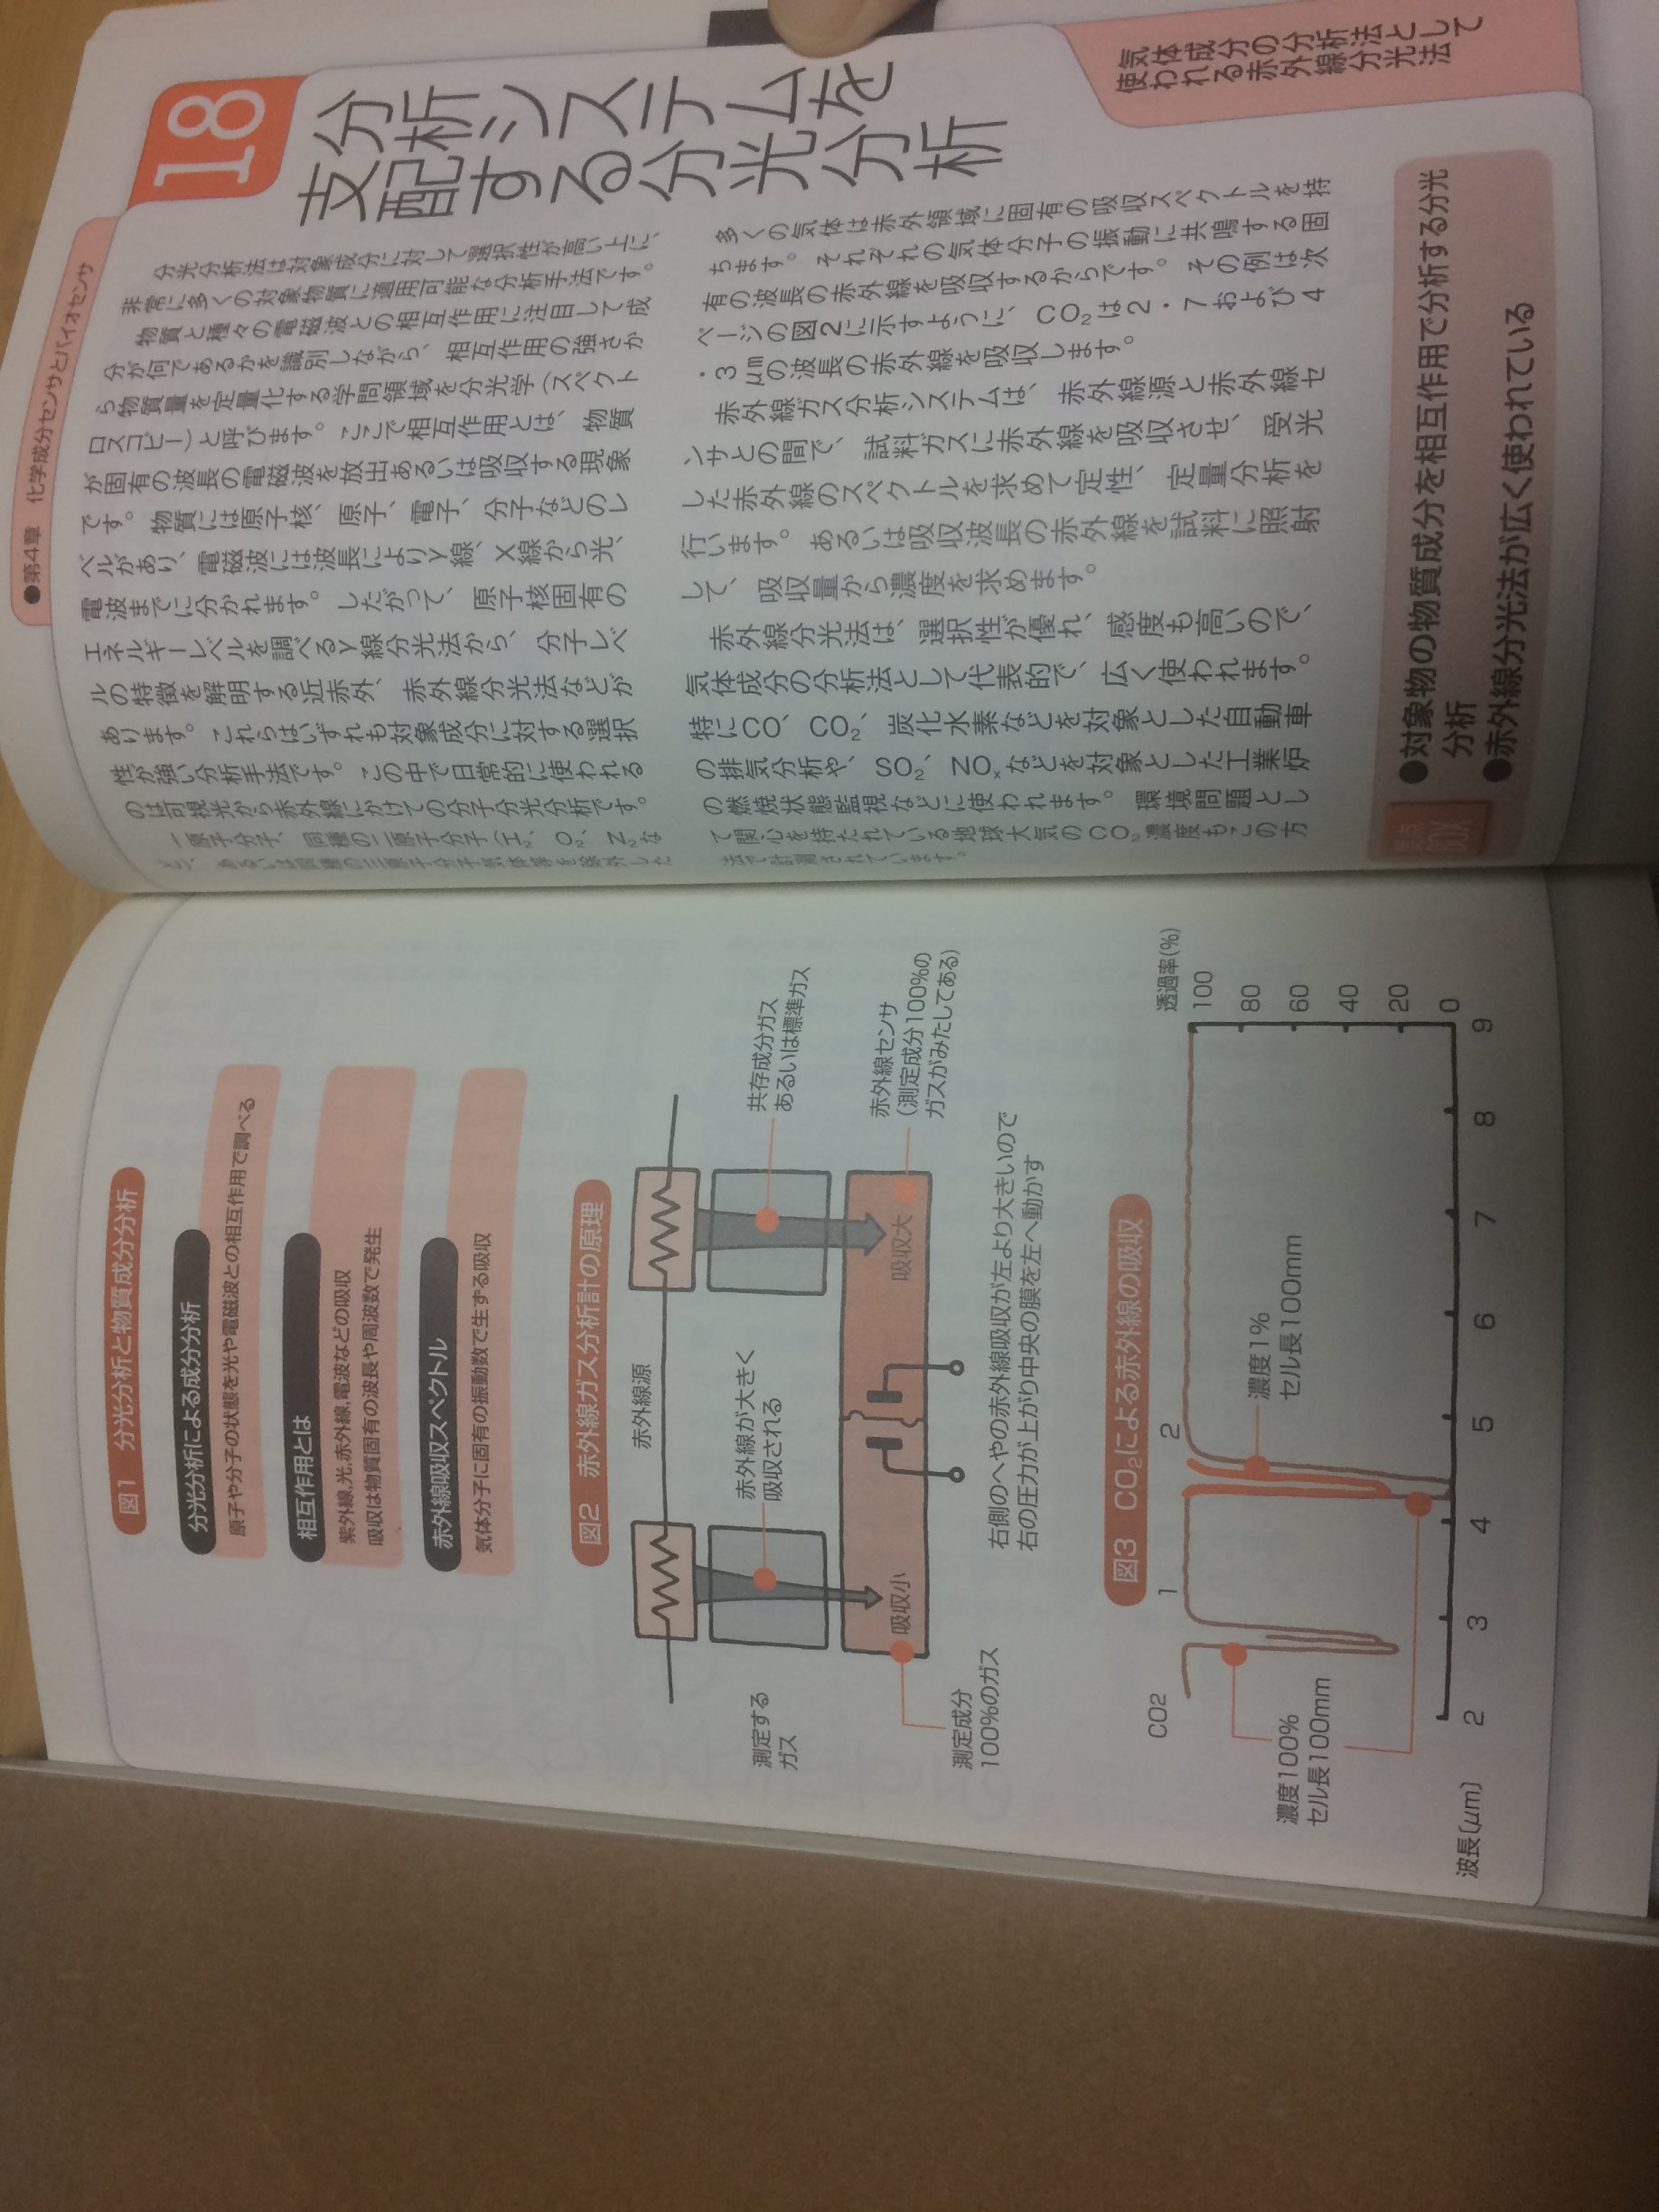 ●第4章 化学成分センサとバイオセンサ
18
分析システムを
支配する分光分析
気体成分の分析法として
使われる赤外線分光法
分光分析法は対象成分に対して選択性が高い上に、
非常に多くの対象物質に適用可能な分析手法です。
物質と種々の電磁波との相互作用に注目して成
分が何であるかを識別しながら、相互作用の強さか
ら物質量を定量化する学問領域を分光学（スペクト
ロスコピー）と呼びます。ここで相互作用とは、物質
が固有の波長の電磁波を放出あるいは吸収する現象
です。物質には原子核、原子、電子、分子などのレ
ベルがあり、電磁波には波長によりγ線、X線から光、
電波までに分かれます。したがって、原子核固有の
エネルギーレベルを調べるγ線分光法から、分子レベ
ルの特徴を解明する近赤外、赤外線分光法などが
あります。これらはいずれも対象成分に対する選択
性が強い分析手法です。この中で日常的に使われる
のは可視光から赤外線にかけての分子分光分析です。
一原子分子、同種の二原子分子（H₂、O₂、N₂な
ど）、あるいは同種の三原子分子気体等を除外した
多くの気体は赤外領域に固有の吸収スペクトルを持
ちます。それぞれの気体分子の振動に共鳴する固
有の波長の赤外線を吸収するからです。その例は次
ページの図2に示すように、CO₂は2・7および4
・3μmの波長の赤外線を吸収します。
赤外線ガス分析システムは、赤外線源と赤外線セ
ンサとの間で、試料ガスに赤外線を吸収させ、受光
した赤外線のスペクトルを求めて定性、定量分析を
行います。あるいは吸収波長の赤外線を試料に照射
して、吸収量から濃度を求めます。
赤外線分光法は、選択性が優れ、感度も高いので、
気体成分の分析法として代表的で、広く使われます。
特にCO、CO₂、炭化水素などを対象とした自動車
の排気分析や、SO₂、NOₓなどを対象とした工業炉
の燃焼状態監視などに使われます。環境問題とし
て関心を持たれている地球大気のCO₂濃度もこの方
法で計測されています。
要点
BOX
●対象物の物質成分を相互作用で分析する分光
分析
●赤外線分光法が広く使われている
図1 分光分析と物質成分分析
分光分析による成分分析
原子や分子の状態を光や電磁波との相互作用で調べる
相互作用とは
紫外線,光,赤外線,電波などの吸収
吸収は物質固有の波長や周波数で発生
赤外線吸収スペクトル
気体分子に固有の振動数で生ずる吸収
図2 赤外線ガス分析計の原理
赤外線源
測定する
ガス
赤外線が大きく
吸収される
共存成分ガス
あるいは標準ガス
吸収小
吸収大
赤外線センサ
（測定成分100%の
ガスがみたしてある）
測定成分
100%のガス
右側のへやの赤外線吸収が左より大きいので
右の圧力が上がり中央の膜を左へ動かす
図3 CO₂による赤外線の吸収
CO2
1
2
透過率(%)
100
80
60
40
20
0
濃度1%
セル長100mm
濃度100%
セル長100mm
波長〔μm〕
2 3 4 5 6 7 8 9